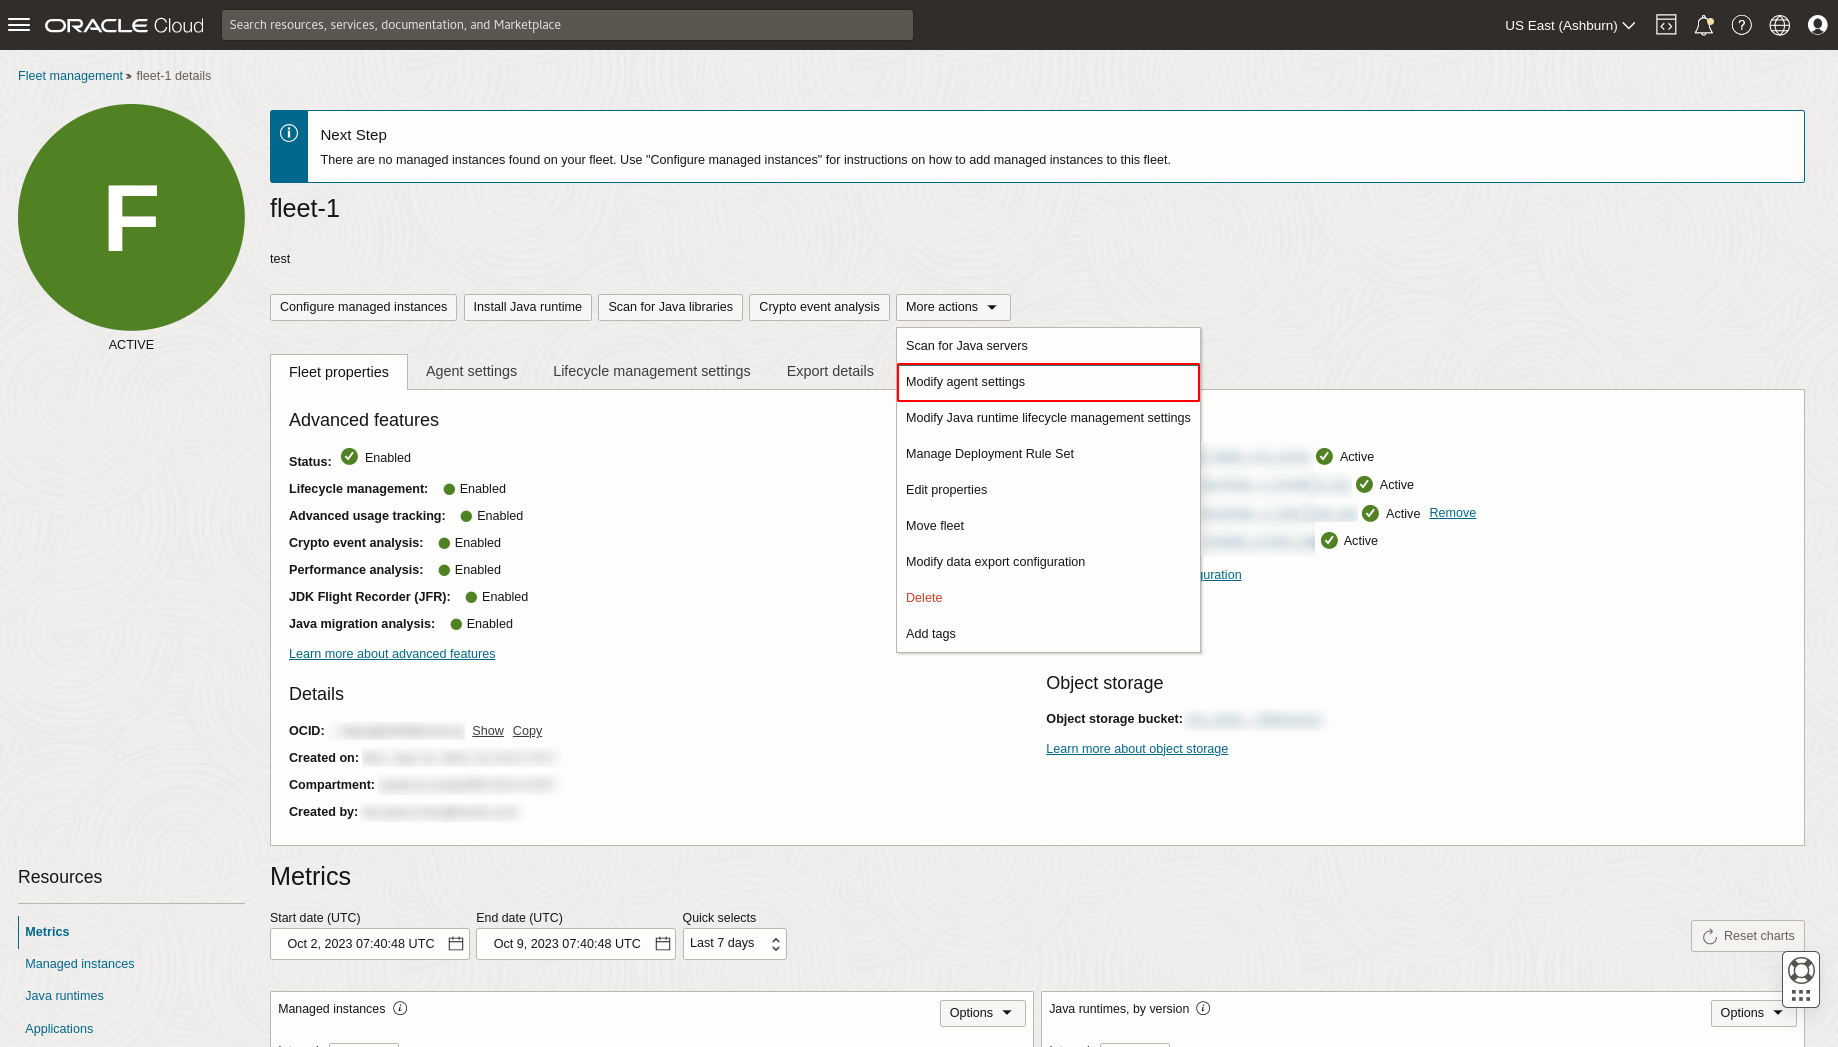 ORACLE Cloud
Search resources, services, documentation, and Marketplace
US East (Ashburn)
Fleet management » fleet-1 details
F
ACTIVE
Next Step
There are no managed instances found on your fleet. Use "Configure managed instances" for instructions on how to add managed instances to this fleet.
fleet-1
test
Configure managed instances
Install Java runtime
Scan for Java libraries
Crypto event analysis
More actions
Scan for Java servers
Modify agent settings
Modify Java runtime lifecycle management settings
Manage Deployment Rule Set
Edit properties
Move fleet
Modify data export configuration
Delete
Add tags
Fleet properties
Agent settings
Lifecycle management settings
Export details
Advanced features
Status: Enabled
Lifecycle management: Enabled
Advanced usage tracking: Enabled
Crypto event analysis: Enabled
Performance analysis: Enabled
JDK Flight Recorder (JFR): Enabled
Java migration analysis: Enabled
Learn more about advanced features
Active
Active
Active Remove
Active
Details
OCID: Show Copy
Created on:
Compartment:
Created by:
Object storage
Object storage bucket:
Learn more about object storage
Resources
Metrics
Managed instances
Java runtimes
Applications
Metrics
Start date (UTC)
Oct 2, 2023 07:40:48 UTC
End date (UTC)
Oct 9, 2023 07:40:48 UTC
Quick selects
Last 7 days
Reset charts
Managed instances
Options
Java runtimes, by version
Options